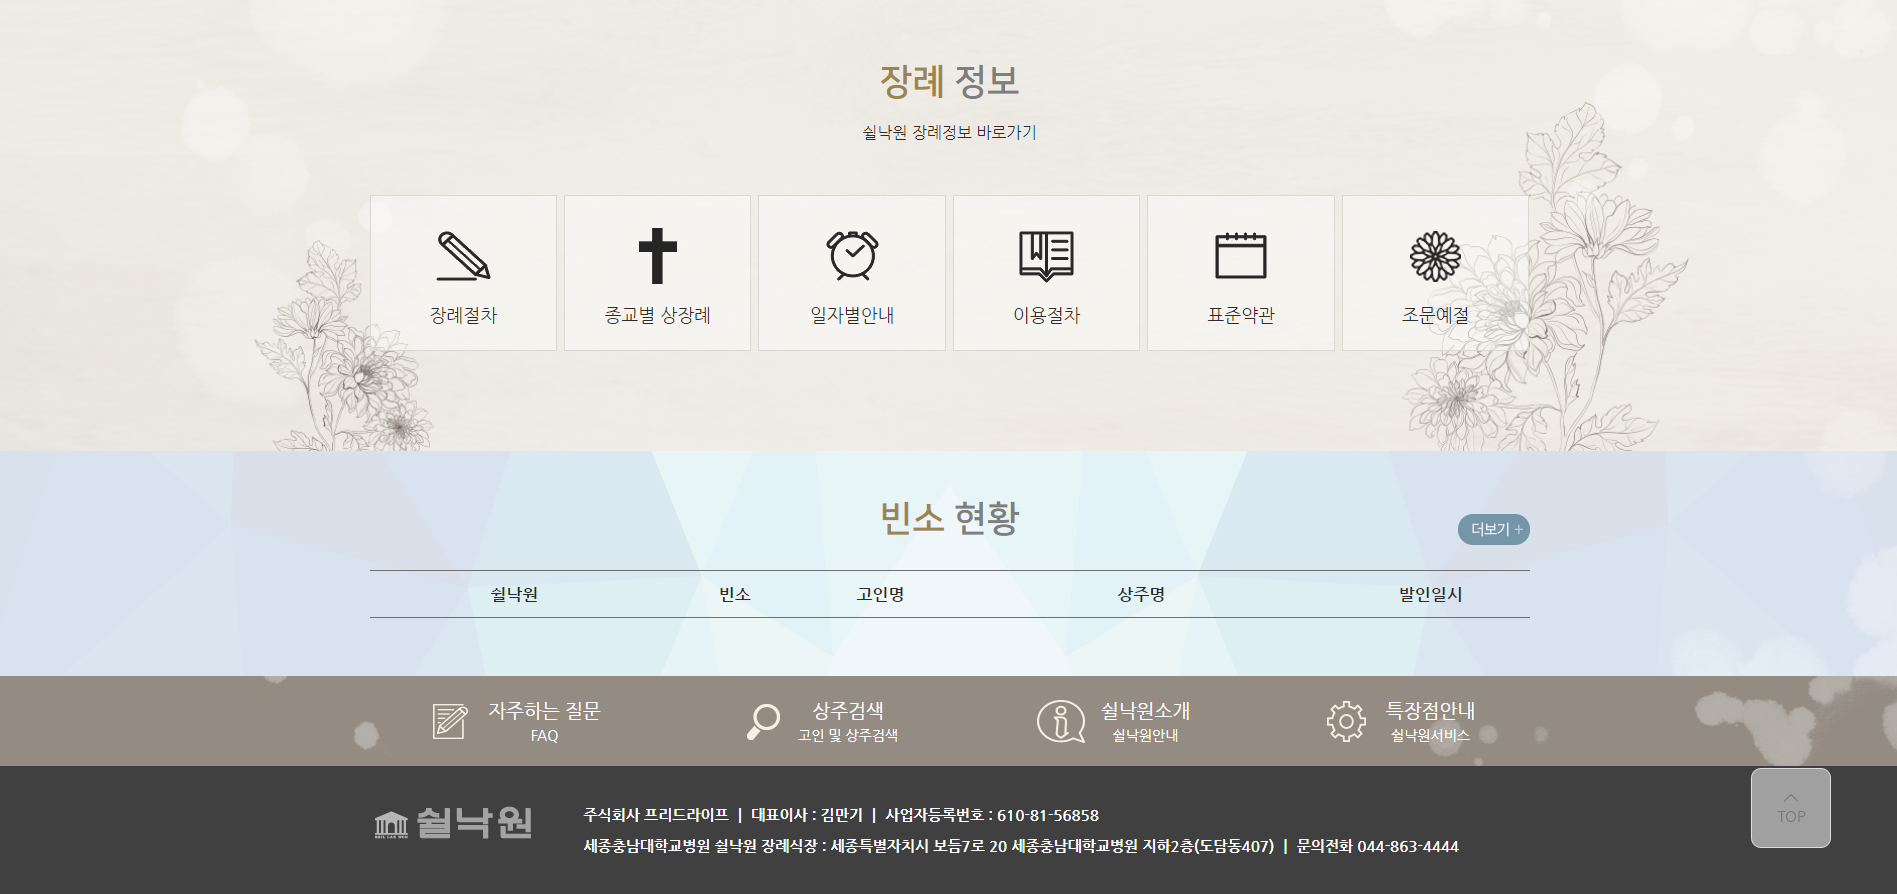 장례 정보
쉴낙원 장례정보 바로가기
장례절차
종교별 상장례
일자별안내
이용절차
표준약관
조문예절
빈소 현황
더보기 +
쉴낙원 빈소 고인명 상주명 발인일시
자주하는 질문
FAQ
상주검색
고인 및 상주검색
쉴낙원소개
쉴낙원안내
특장점안내
쉴낙원서비스
쉴낙원
SHIL LAK WON
주식회사 프리드라이프 | 대표이사 : 김만기 | 사업자등록번호 : 610-81-56858
세종충남대학교병원 쉴낙원 장례식장 : 세종특별자치시 보듬7로 20 세종충남대학교병원 지하2층(도담동407) | 문의전화 044-863-4444
TOP